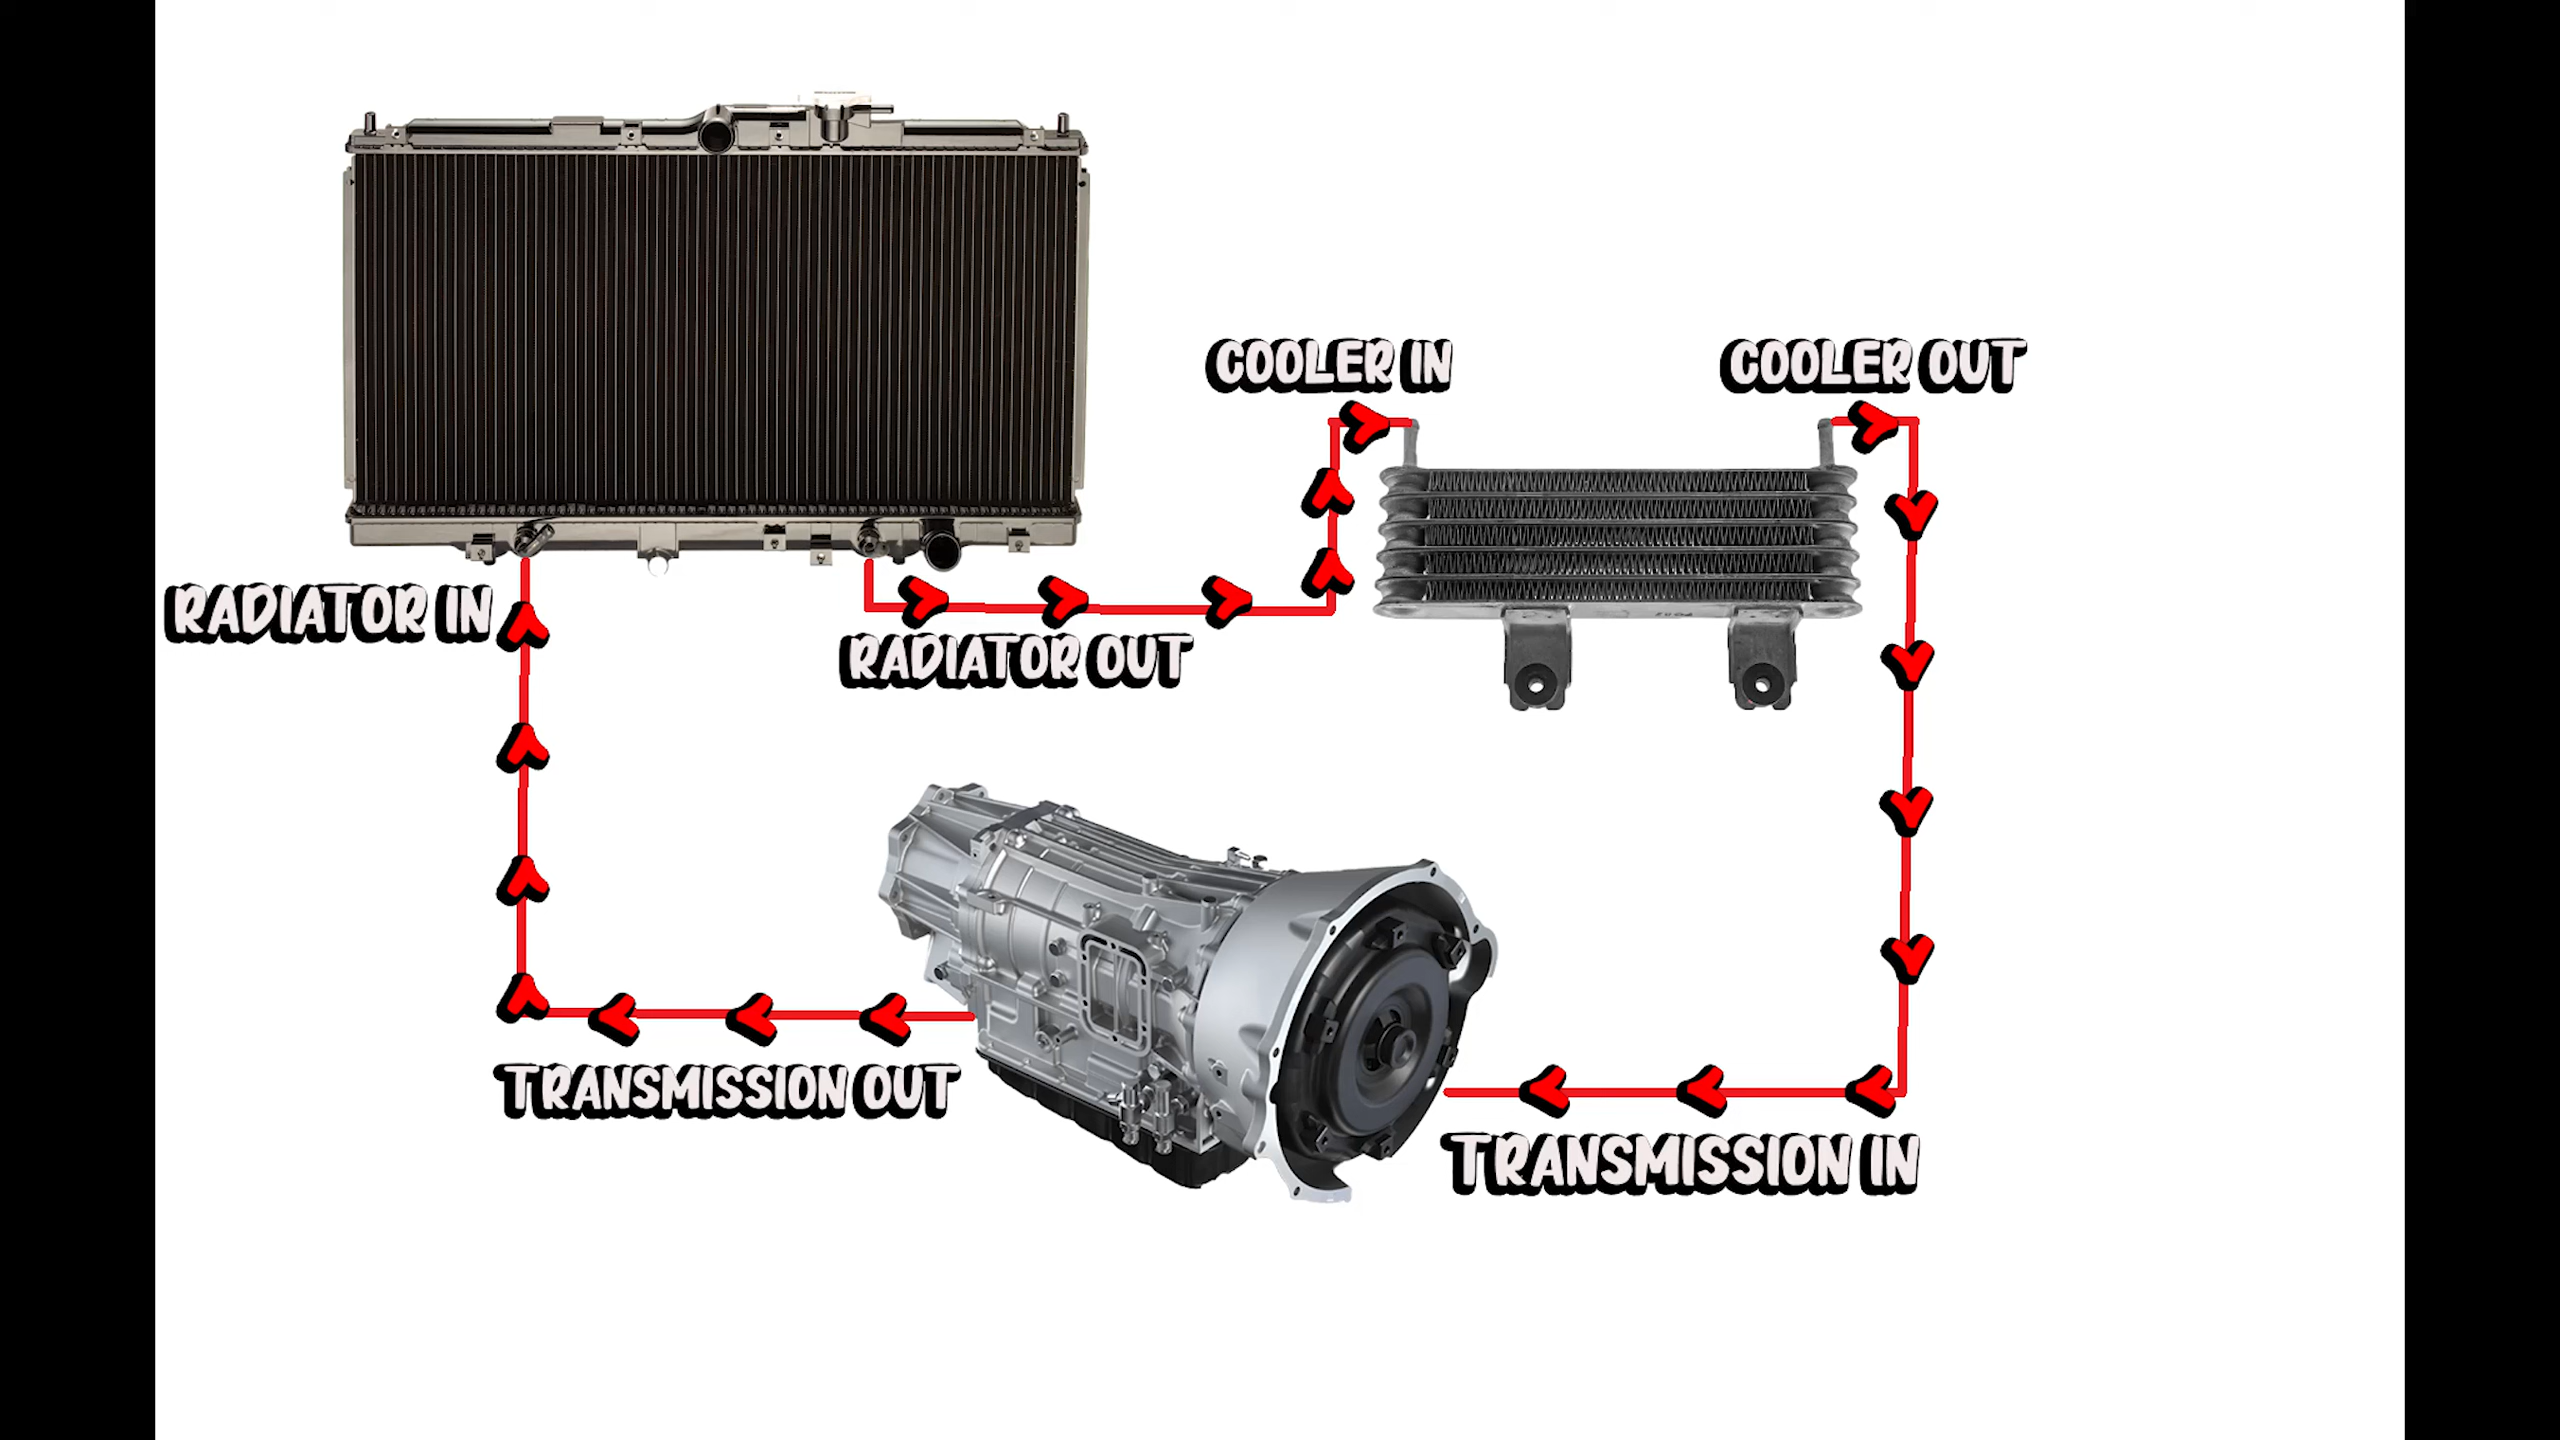 COOLER IN
COOLER OUT
RADIATOR IN
RADIATOR OUT
TRANSMISSION OUT
TRANSMISSION IN